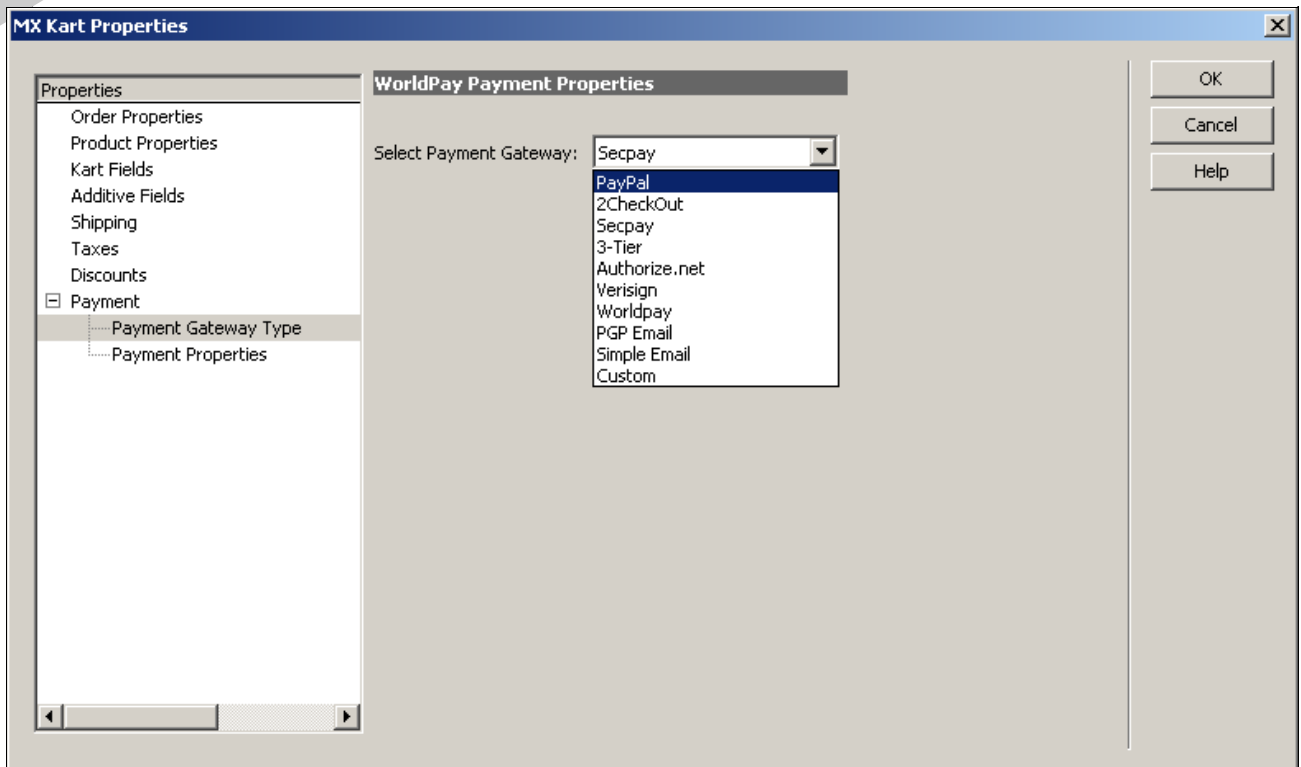 MX Kart Properties
Properties
Order Properties
Product Properties
Kart Fields
Additive Fields
Shipping
Taxes
Discounts
Payment
Payment Gateway Type
Payment Properties
WorldPay Payment Properties
Select Payment Gateway: Secpay
PayPal
2CheckOut
Secpay
3-Tier
Authorize.net
Verisign
Worldpay
PGP Email
Simple Email
Custom
OK
Cancel
Help